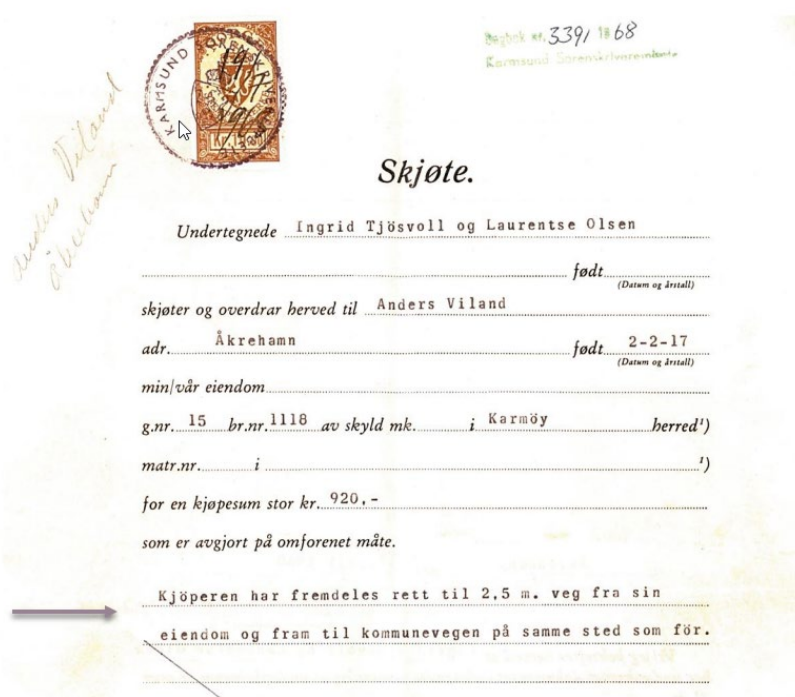 Dagbok nr. 3391 1968
Karmsund Sorenskriverembete
KARMSUND SORENSKRIVEREMBETE
Anders Viland
Åkrehamn
Skjøte.
Undertegnede Ingrid Tjösvoll og Laurentse Olsen
født
(Datum og årstall)
skjøter og overdrar herved til Anders Viland
adr. Åkrehamn født 2-2-17
(Datum og årstall)
min/vår eiendom
g.nr. 15 br.nr. 1118 av skyld mk. i Karmöy herred¹)
matr.nr. i ¹)
for en kjøpesum stor kr. 920,-
som er avgjort på omforenet måte.
Kjöperen har fremdeles rett til 2,5 m. veg fra sin
eiendom og fram til kommunevegen på samme sted som för.